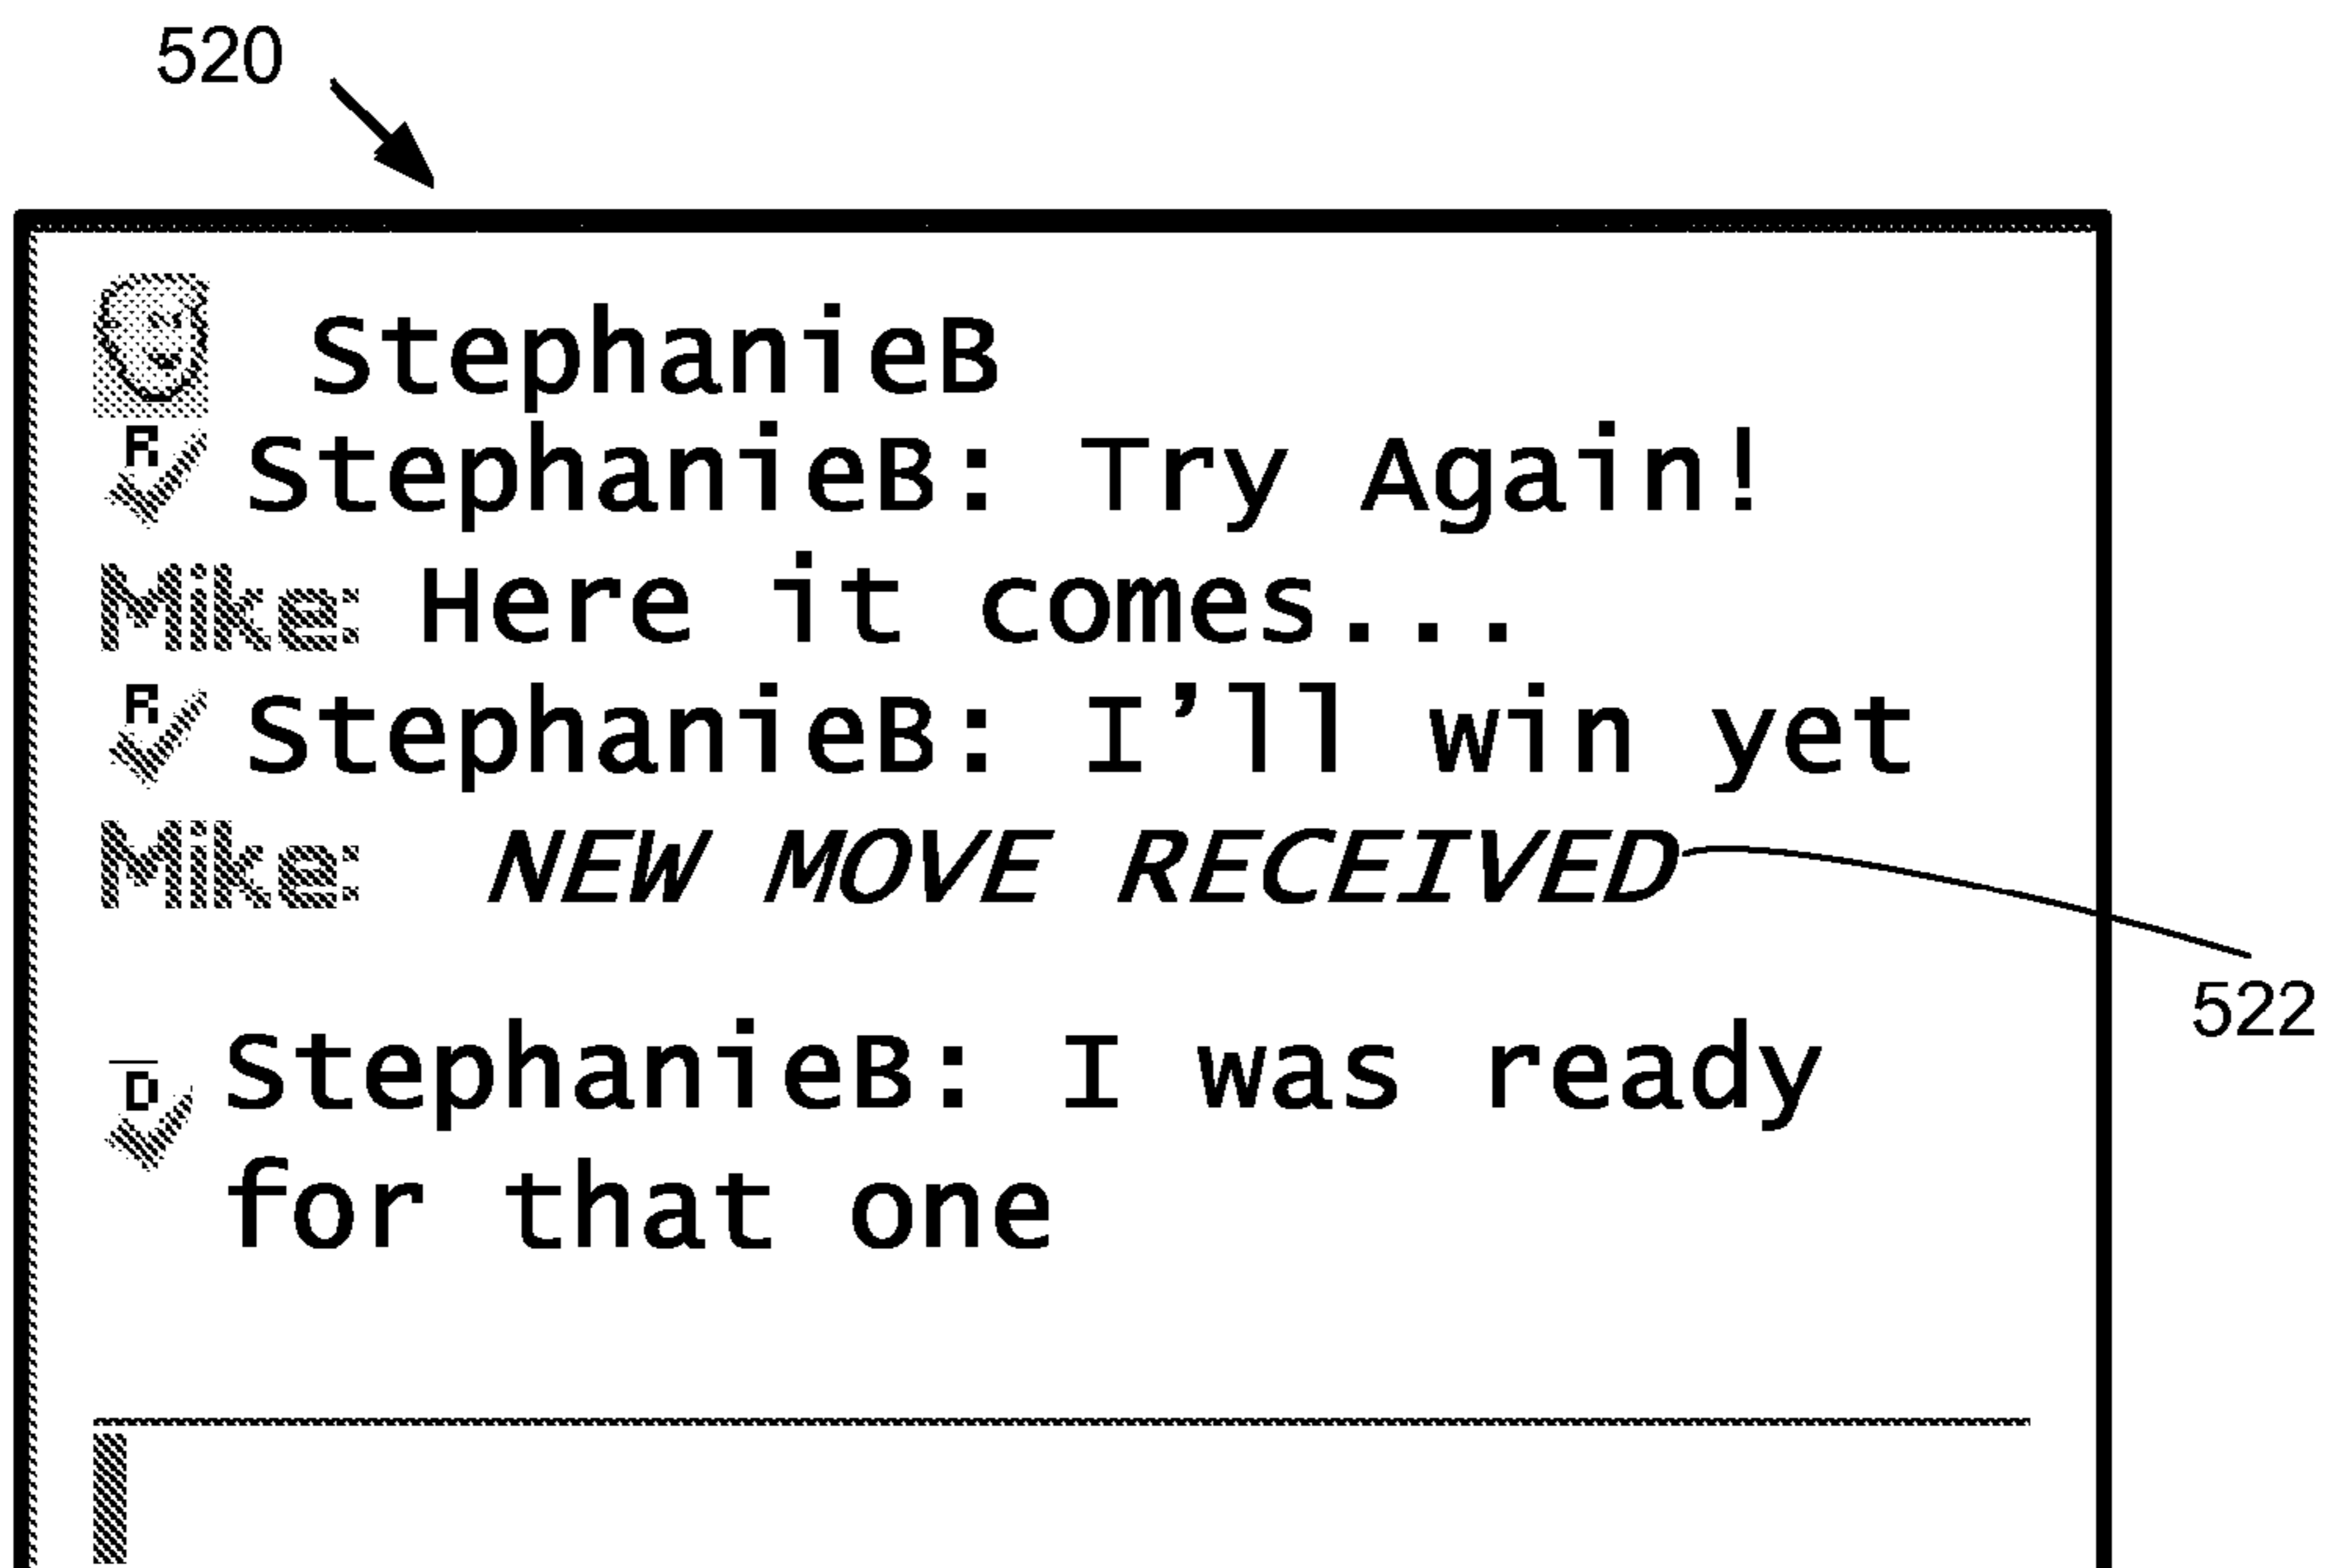 520
StephanieB
R StephanieB: Try Again!
Mike: Here it comes...
R StephanieB: I'll win yet
Mike: NEW MOVE RECEIVED
522
D StephanieB: I was ready
for that one